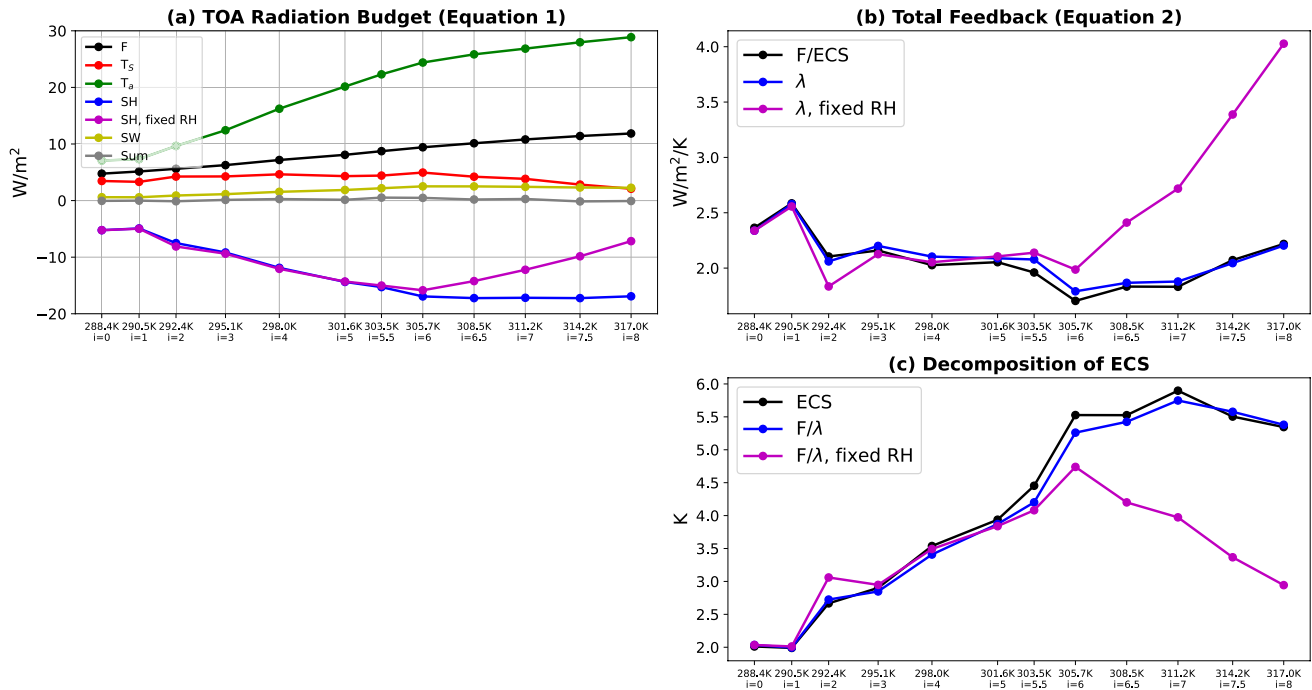 (a) TOA Radiation Budget (Equation 1)
30
20
10
0
−10
−20
W/m²
F
T_S
T_a
SH
SH, fixed RH
SW
Sum
288.4K 290.5K 292.4K 295.1K 298.0K 301.6K 303.5K 305.7K 308.5K 311.2K 314.2K 317.0K
i=0 i=1 i=2 i=3 i=4 i=5 i=5.5 i=6 i=6.5 i=7 i=7.5 i=8
(b) Total Feedback (Equation 2)
4.0
3.5
3.0
2.5
2.0
W/m²/K
F/ECS
λ
λ, fixed RH
288.4K 290.5K 292.4K 295.1K 298.0K 301.6K 303.5K 305.7K 308.5K 311.2K 314.2K 317.0K
i=0 i=1 i=2 i=3 i=4 i=5 i=5.5 i=6 i=6.5 i=7 i=7.5 i=8
(c) Decomposition of ECS
6.0
5.5
5.0
4.5
4.0
3.5
3.0
2.5
2.0
K
ECS
F/λ
F/λ, fixed RH
288.4K 290.5K 292.4K 295.1K 298.0K 301.6K 303.5K 305.7K 308.5K 311.2K 314.2K 317.0K
i=0 i=1 i=2 i=3 i=4 i=5 i=5.5 i=6 i=6.5 i=7 i=7.5 i=8